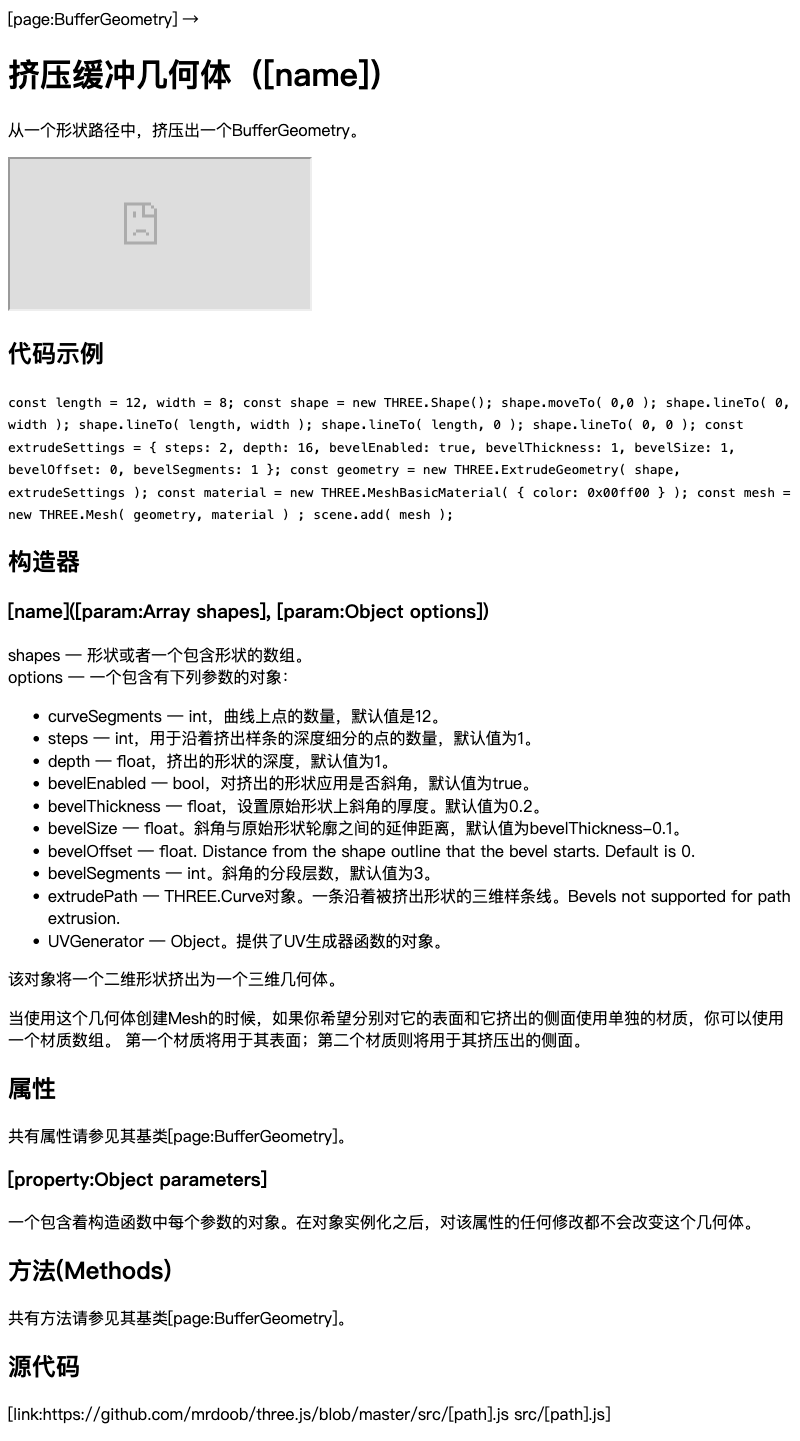 [page:BufferGeometry] →
挤压缓冲几何体（[name]）
从一个形状路径中，挤压出一个BufferGeometry。
代码示例
const length = 12, width = 8; const shape = new THREE.Shape(); shape.moveTo( 0,0 ); shape.lineTo( 0,
width ); shape.lineTo( length, width ); shape.lineTo( length, 0 ); shape.lineTo( 0, 0 ); const
extrudeSettings = { steps: 2, depth: 16, bevelEnabled: true, bevelThickness: 1, bevelSize: 1,
bevelOffset: 0, bevelSegments: 1 }; const geometry = new THREE.ExtrudeGeometry( shape,
extrudeSettings ); const material = new THREE.MeshBasicMaterial( { color: 0x00ff00 } ); const mesh =
new THREE.Mesh( geometry, material ) ; scene.add( mesh );
构造器
[name]([param:Array shapes], [param:Object options])
shapes — 形状或者一个包含形状的数组。
options — 一个包含有下列参数的对象：
• curveSegments — int，曲线上点的数量，默认值是12。
• steps — int，用于沿着挤出样条的深度细分的点的数量，默认值为1。
• depth — float，挤出的形状的深度，默认值为1。
• bevelEnabled — bool，对挤出的形状应用是否斜角，默认值为true。
• bevelThickness — float，设置原始形状上斜角的厚度。默认值为0.2。
• bevelSize — float。斜角与原始形状轮廓之间的延伸距离，默认值为bevelThickness-0.1。
• bevelOffset — float. Distance from the shape outline that the bevel starts. Default is 0.
• bevelSegments — int。斜角的分段层数，默认值为3。
• extrudePath — THREE.Curve对象。一条沿着被挤出形状的三维样条线。Bevels not supported for path
extrusion.
• UVGenerator — Object。提供了UV生成器函数的对象。
该对象将一个二维形状挤出为一个三维几何体。
当使用这个几何体创建Mesh的时候，如果你希望分别对它的表面和它挤出的侧面使用单独的材质，你可以使用
一个材质数组。 第一个材质将用于其表面；第二个材质则将用于其挤压出的侧面。
属性
共有属性请参见其基类[page:BufferGeometry]。
[property:Object parameters]
一个包含着构造函数中每个参数的对象。在对象实例化之后，对该属性的任何修改都不会改变这个几何体。
方法(Methods)
共有方法请参见其基类[page:BufferGeometry]。
源代码
[link:https://github.com/mrdoob/three.js/blob/master/src/[path].js src/[path].js]